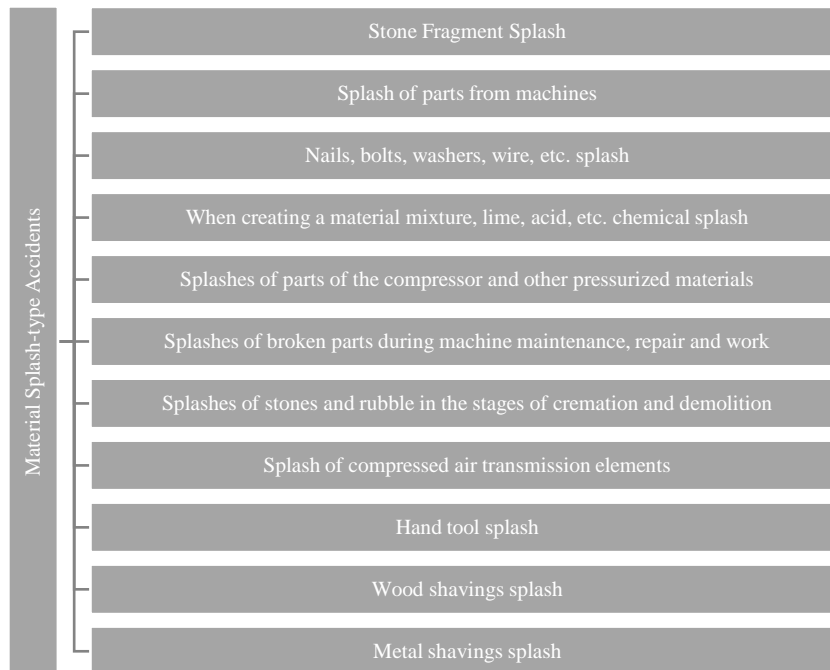 Material Splash-type Accidents
Stone Fragment Splash
Splash of parts from machines
Nails, bolts, washers, wire, etc. splash
When creating a material mixture, lime, acid, etc. chemical splash
Splashes of parts of the compressor and other pressurized materials
Splashes of broken parts during machine maintenance, repair and work
Splashes of stones and rubble in the stages of cremation and demolition
Splash of compressed air transmission elements
Hand tool splash
Wood shavings splash
Metal shavings splash